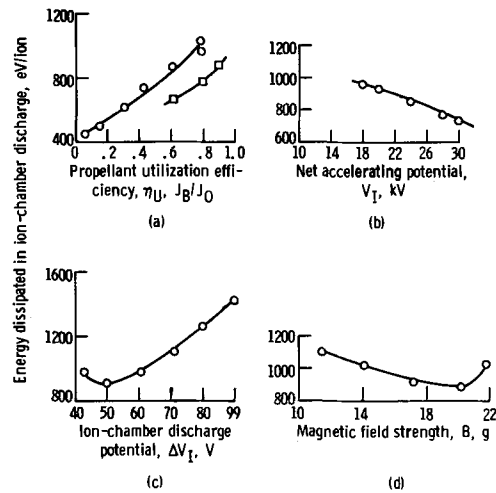 Energy dissipated in ion-chamber discharge, eV/ion
1200
800
400
0 .2 .4 .6 .8 1.0
Propellant utilization effi-
ciency, ηU, JB/JO
(a)
1200
1000
800
600
10 14 18 22 26 30
Net accelerating potential,
VI, kV
(b)
1600
1200
800
40 50 60 70 80 99
Ion-chamber discharge
potential, ΔVI, V
(c)
1200
1000
800
10 14 18 22
Magnetic field strength, B, g
(d)